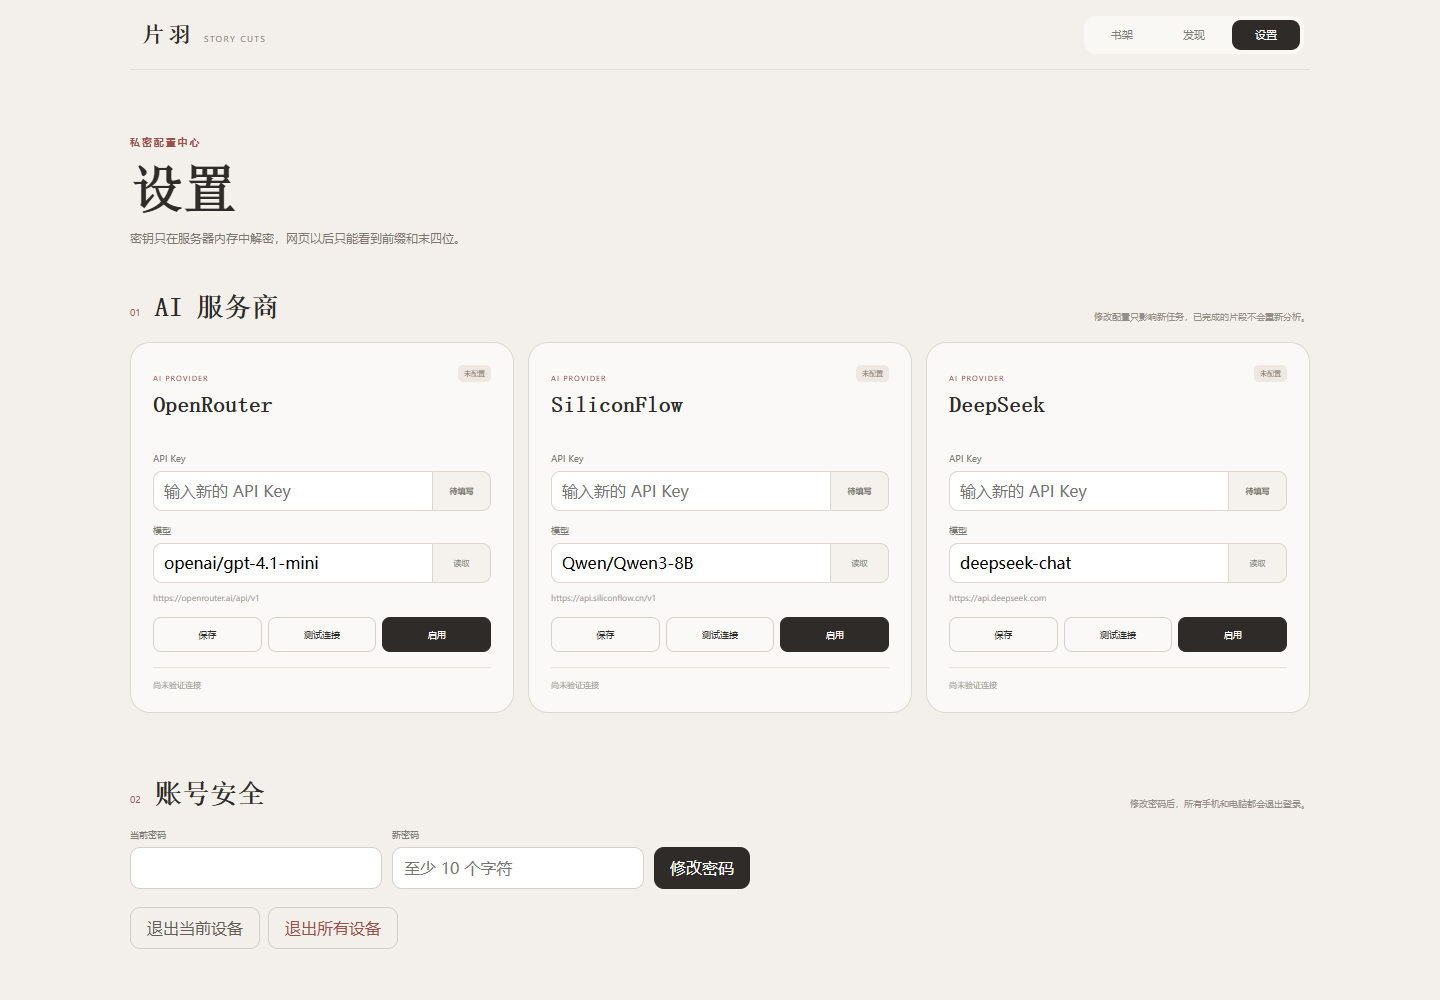 片羽 STORY CUTS
书架 发现 设置
私密配置中心
设置
密钥只在服务器内存中解密，网页以后只能看到前缀和末四位。
01 AI 服务商
修改配置只影响新任务，已完成的片段不会重新分析。
AI PROVIDER 未配置
OpenRouter
API Key
输入新的 API Key 待填写
模型
openai/gpt-4.1-mini 读取
https://openrouter.ai/api/v1
保存 测试连接 启用
尚未验证连接
AI PROVIDER 未配置
SiliconFlow
API Key
输入新的 API Key 待填写
模型
Qwen/Qwen3-8B 读取
https://api.siliconflow.cn/v1
保存 测试连接 启用
尚未验证连接
AI PROVIDER 未配置
DeepSeek
API Key
输入新的 API Key 待填写
模型
deepseek-chat 读取
https://api.deepseek.com
保存 测试连接 启用
尚未验证连接
02 账号安全
修改密码后，所有手机和电脑都会退出登录。
当前密码 新密码
至少 10 个字符 修改密码
退出当前设备 退出所有设备